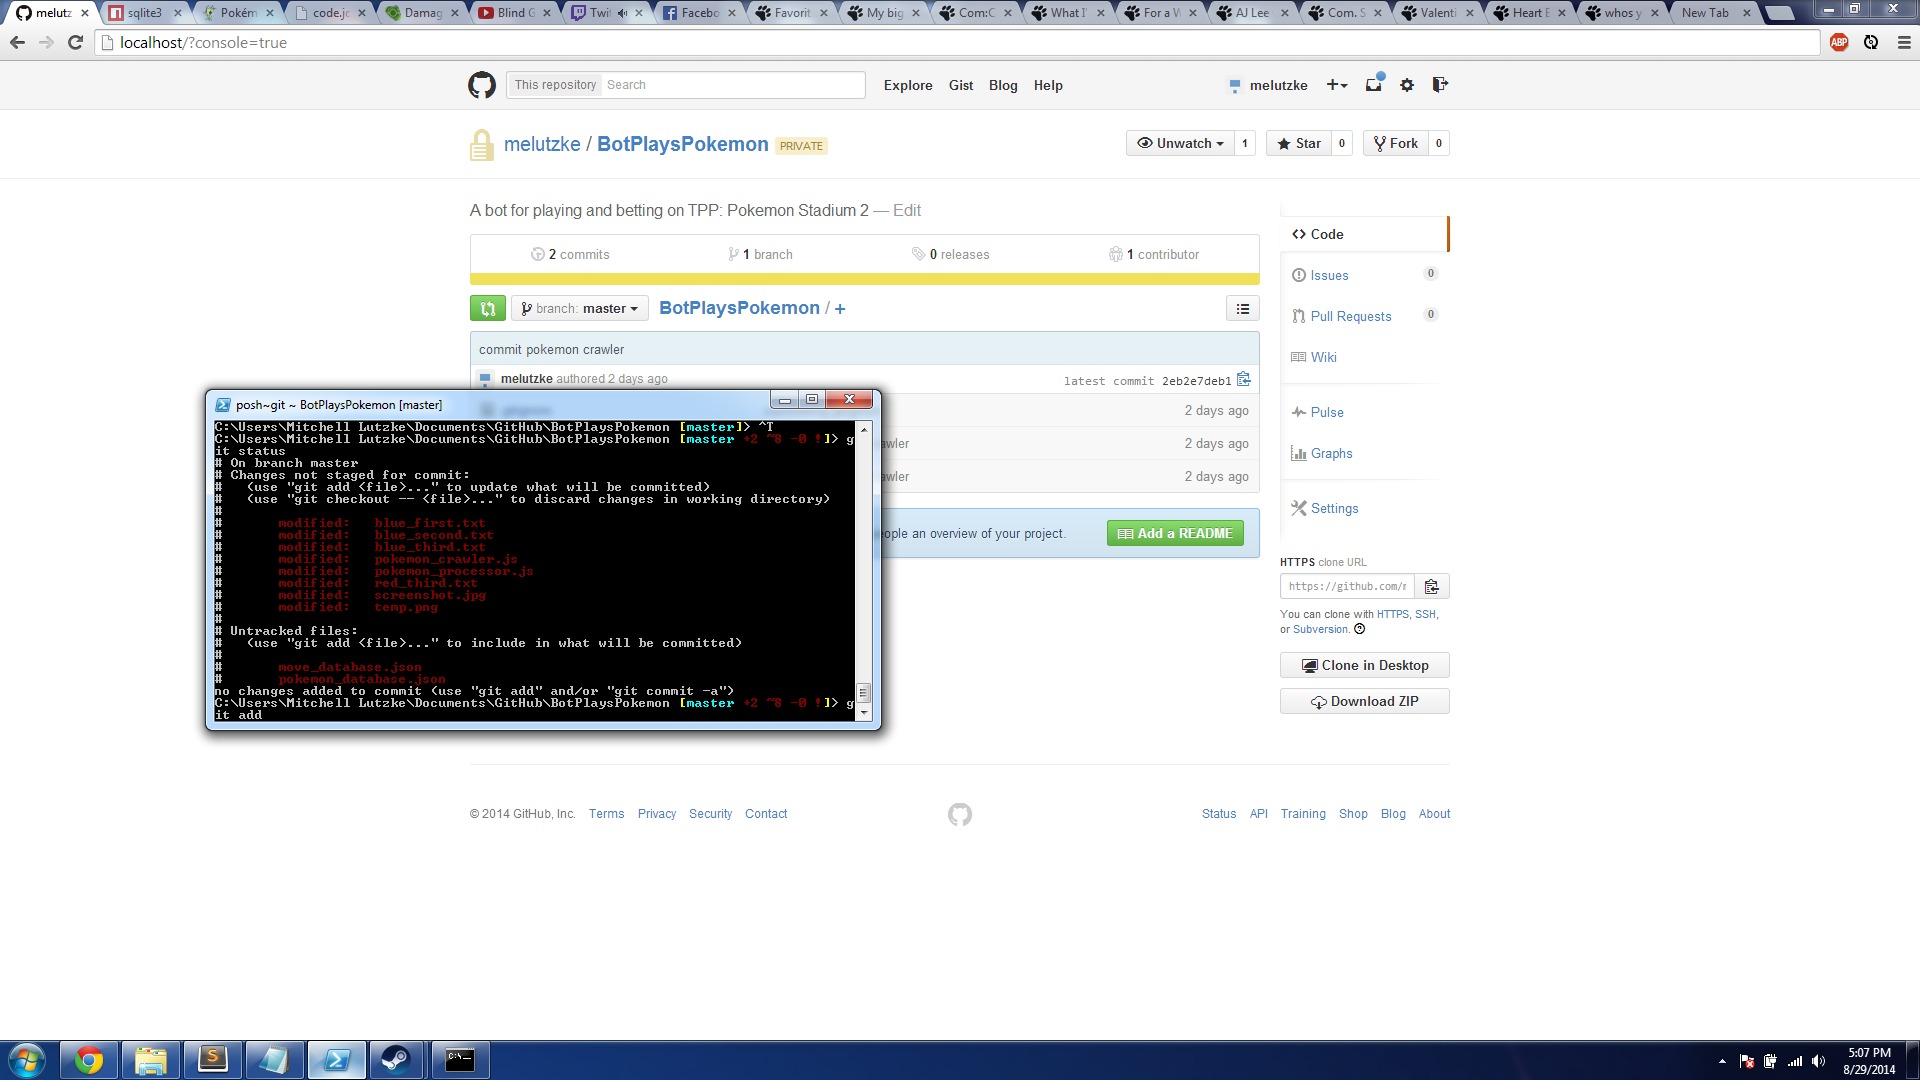 melutz
sqlite3
Pokém
code.jc
Damag
Blind G
Twit
Facebo
Favorit
My big
Com:C
What I'
For a W
AJ Lee
Com. S
Valenti
Heart E
whos y
New Tab
localhost/?console=true
ABP
This repository Search
Explore Gist Blog Help
melutzke
melutzke / BotPlaysPokemon PRIVATE
Unwatch 1
Star 0
Fork 0
A bot for playing and betting on TPP: Pokemon Stadium 2 — Edit
2 commits
1 branch
0 releases
1 contributor
branch: master
BotPlaysPokemon / +
commit pokemon crawler
melutzke authored 2 days ago
latest commit 2eb2e7deb1
2 days ago
awler 2 days ago
awler 2 days ago
eople an overview of your project.
Add a README
Code
Issues 0
Pull Requests 0
Wiki
Pulse
Graphs
Settings
HTTPS clone URL
https://github.com/r
You can clone with HTTPS, SSH,
or Subversion.
Clone in Desktop
Download ZIP
posh~git ~ BotPlaysPokemon [master]
C:\Users\Mitchell Lutzke\Documents\GitHub\BotPlaysPokemon [master]> ^T
C:\Users\Mitchell Lutzke\Documents\GitHub\BotPlaysPokemon [master +2 ~8 -0 !]> g
it status
# On branch master
# Changes not staged for commit:
#   (use "git add <file>..." to update what will be committed)
#   (use "git checkout -- <file>..." to discard changes in working directory)
#
#       modified:   blue_first.txt
#       modified:   blue_second.txt
#       modified:   blue_third.txt
#       modified:   pokemon_crawler.js
#       modified:   pokemon_processor.js
#       modified:   red_third.txt
#       modified:   screenshot.jpg
#       modified:   temp.png
#
# Untracked files:
#   (use "git add <file>..." to include in what will be committed)
#
#       move_database.json
#       pokemon_database.json
no changes added to commit (use "git add" and/or "git commit -a")
C:\Users\Mitchell Lutzke\Documents\GitHub\BotPlaysPokemon [master +2 ~8 -0 !]> g
it add
© 2014 GitHub, Inc. Terms Privacy Security Contact
Status API Training Shop Blog About
C:\_
5:07 PM
8/29/2014